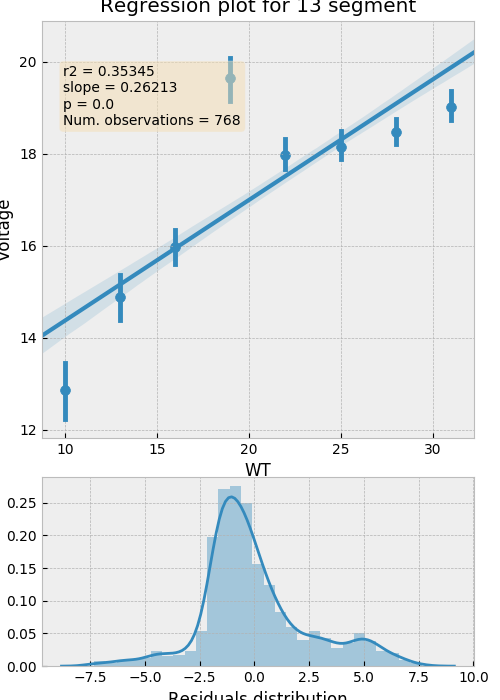 Regression plot for 13 segment
20
18
16
14
12
Voltage
r2 = 0.35345
slope = 0.26213
p = 0.0
Num. observations = 768
10 15 20 25 30
WT
0.25
0.20
0.15
0.10
0.05
0.00
−7.5 −5.0 −2.5 0.0 2.5 5.0 7.5 10.0
Residuals distribution